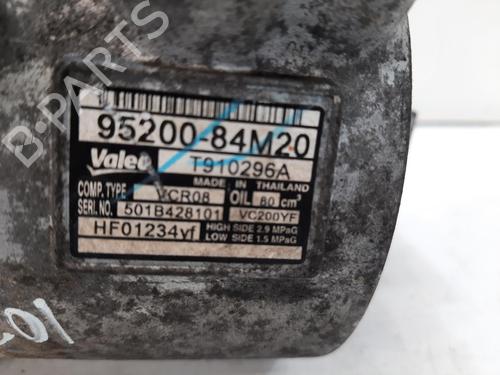 95200-84M20
Valeo T910296A
MADE IN THAILAND
COMP. TYPE VCR08 OIL 80 cm³
SERI. NO. 501B428101 VC200YF
HF01234yf HIGH SIDE 2.9 MPaG
LOW SIDE 1.5 MPaG
B-PARTS